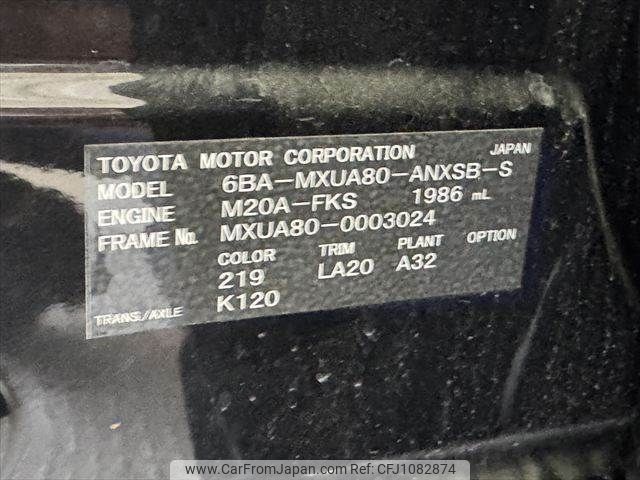 TOYOTA MOTOR CORPORATION JAPAN
MODEL 6BA-MXUA80-ANXSB-S
ENGINE M20A-FKS 1986 mL
FRAME No. MXUA80-0003024
COLOR TRIM PLANT OPTION
219 LA20 A32
TRANS./AXLE K120
© CarFromJapan.com - Ref No. CFJ1082874